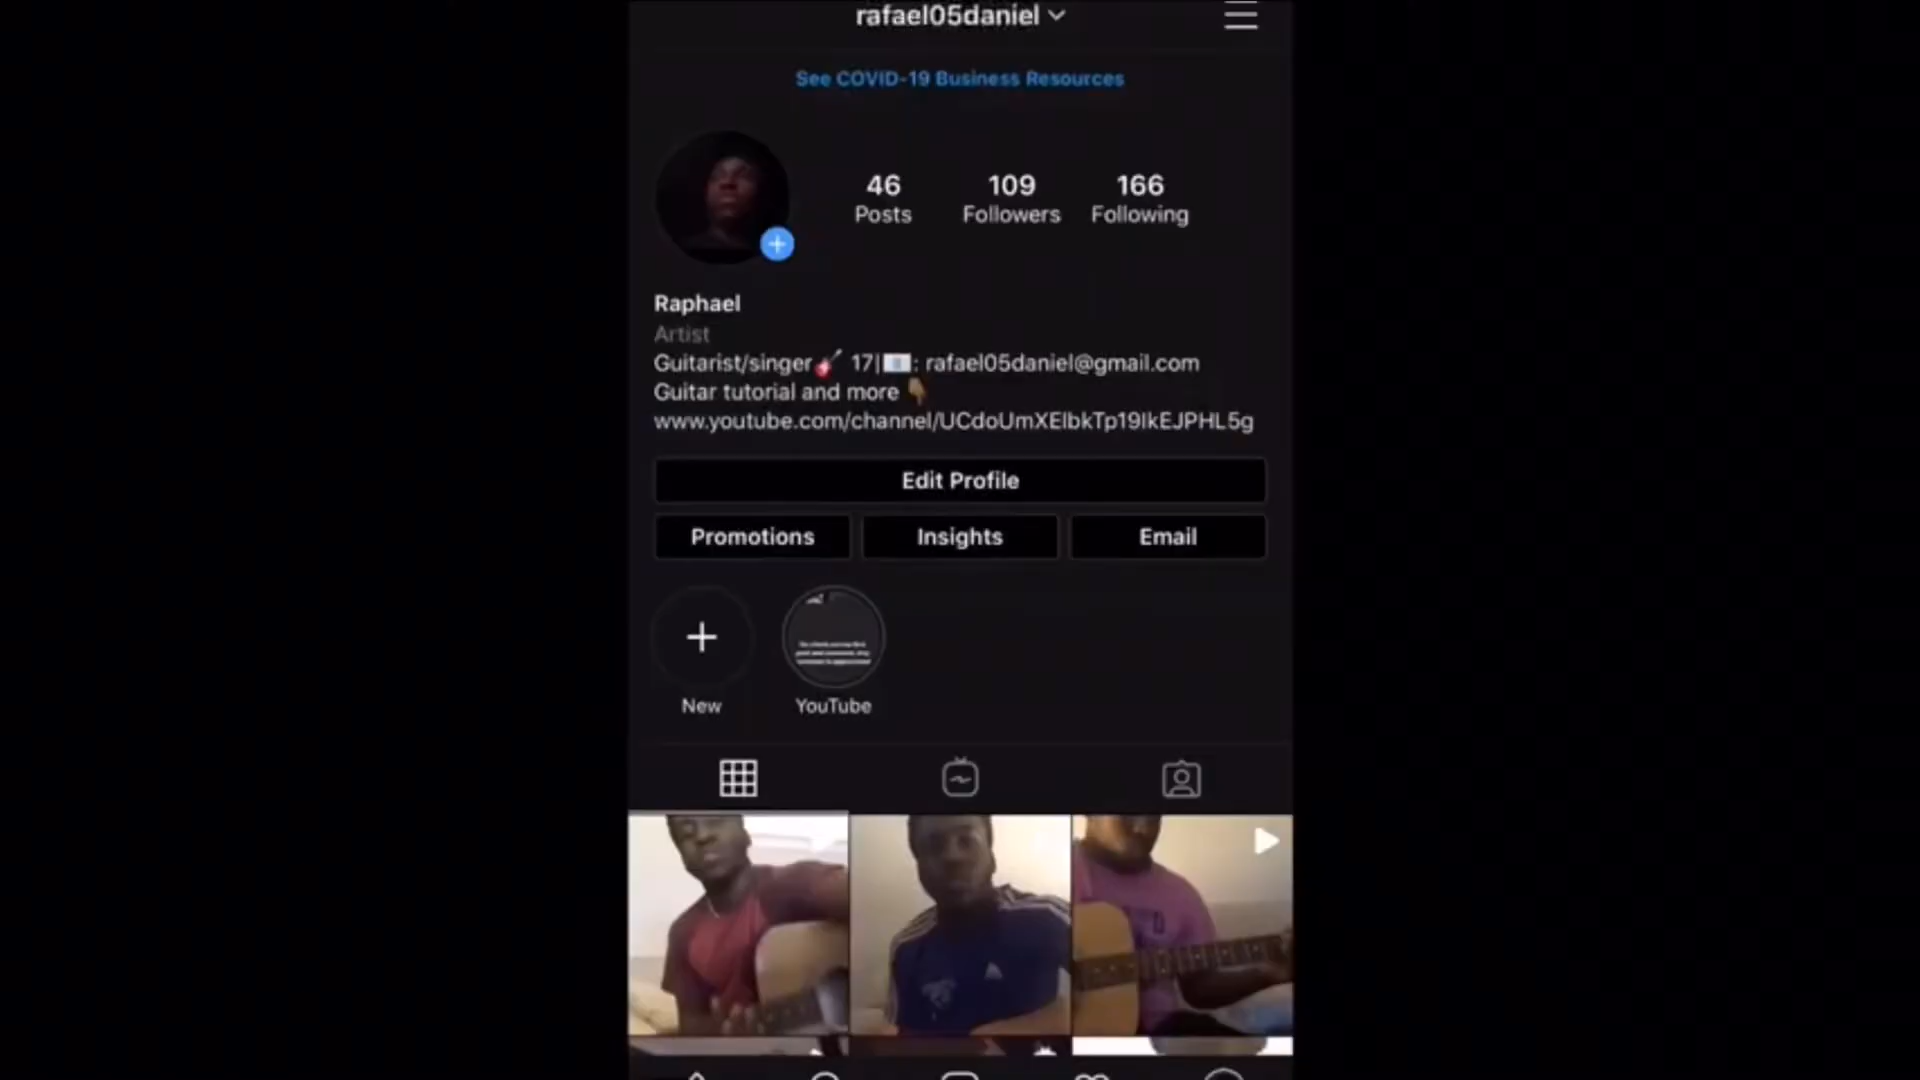 rafael05daniel
See COVID-19 Business Resources
46 109 166
Posts Followers Following
Raphael
Artist
Guitarist/singer🎸 17|📧: rafael05daniel@gmail.com
Guitar tutorial and more 👇🏾
www.youtube.com/channel/UCdoUmXElbkTp19IkEJPHL5g
Edit Profile
Promotions Insights Email
New YouTube